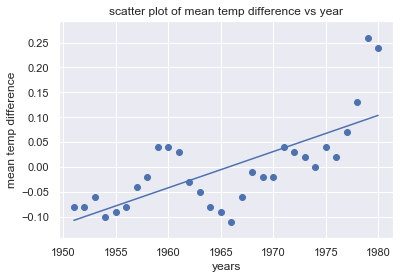 scatter plot of mean temp difference vs year
mean temp difference
0.25
0.20
0.15
0.10
0.05
0.00
−0.05
−0.10
1950 1955 1960 1965 1970 1975 1980
years